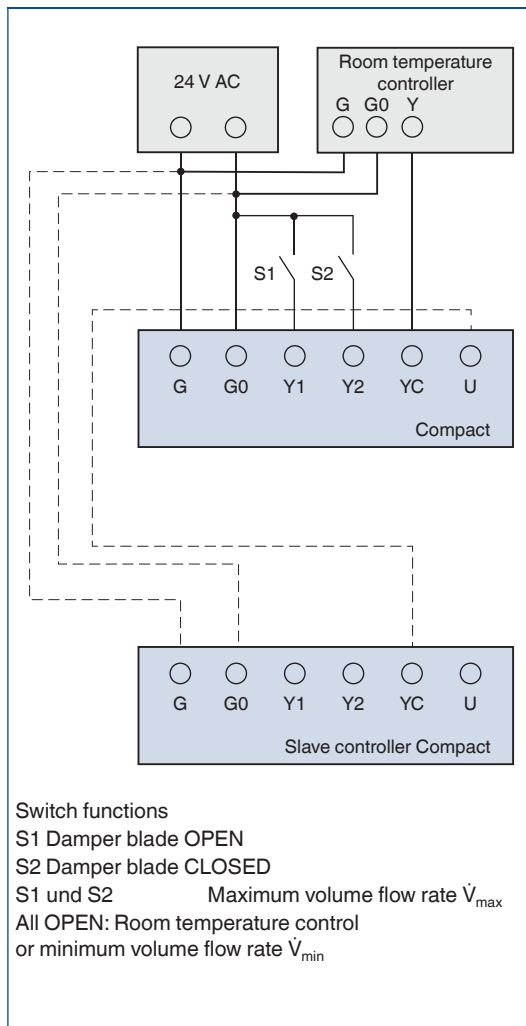 24 V AC
Room temperature
controller
G G0 Y
S1 S2
G G0 Y1 Y2 YC U
Compact
G G0 Y1 Y2 YC U
Slave controller Compact
Switch functions
S1 Damper blade OPEN
S2 Damper blade CLOSED
S1 und S2 Maximum volume flow rate V̇max
All OPEN: Room temperature control
or minimum volume flow rate V̇min